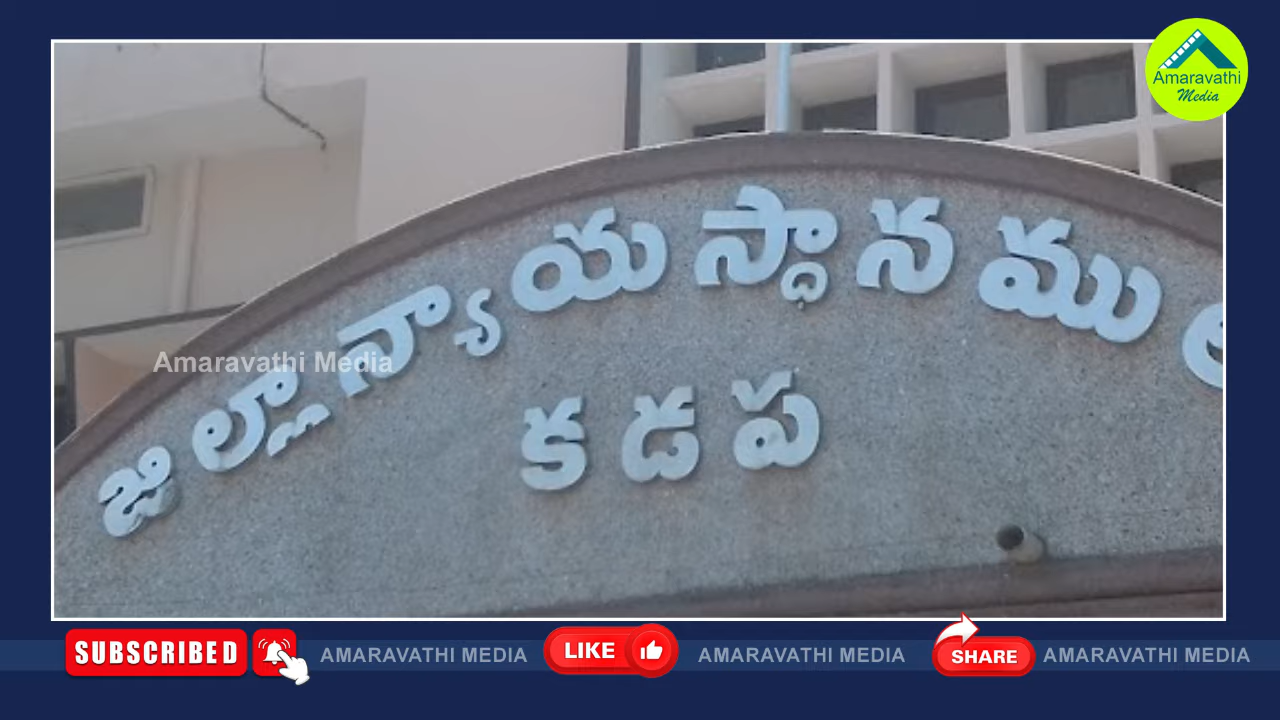 Amaravathi
Media
జిల్లా న్యాయస్థానము
కడప
Amaravathi Media
SUBSCRIBED
AMARAVATHI MEDIA
LIKE
AMARAVATHI MEDIA
SHARE
AMARAVATHI MEDIA